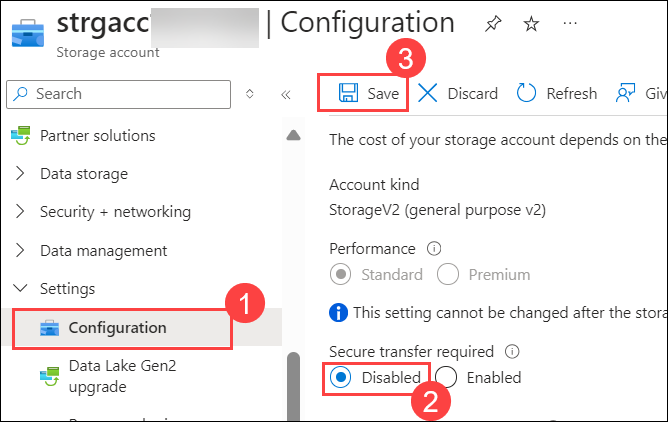 strgacc | Configuration ...
Storage account
3
Search
Save
Discard
Refresh
Giv
Partner solutions
Data storage
Security + networking
Data management
Settings
1
Configuration
Data Lake Gen2
upgrade
The cost of your storage account depends on the
Account kind
StorageV2 (general purpose v2)
Performance
Standard
Premium
This setting cannot be changed after the stora
Secure transfer required
Disabled
Enabled
2